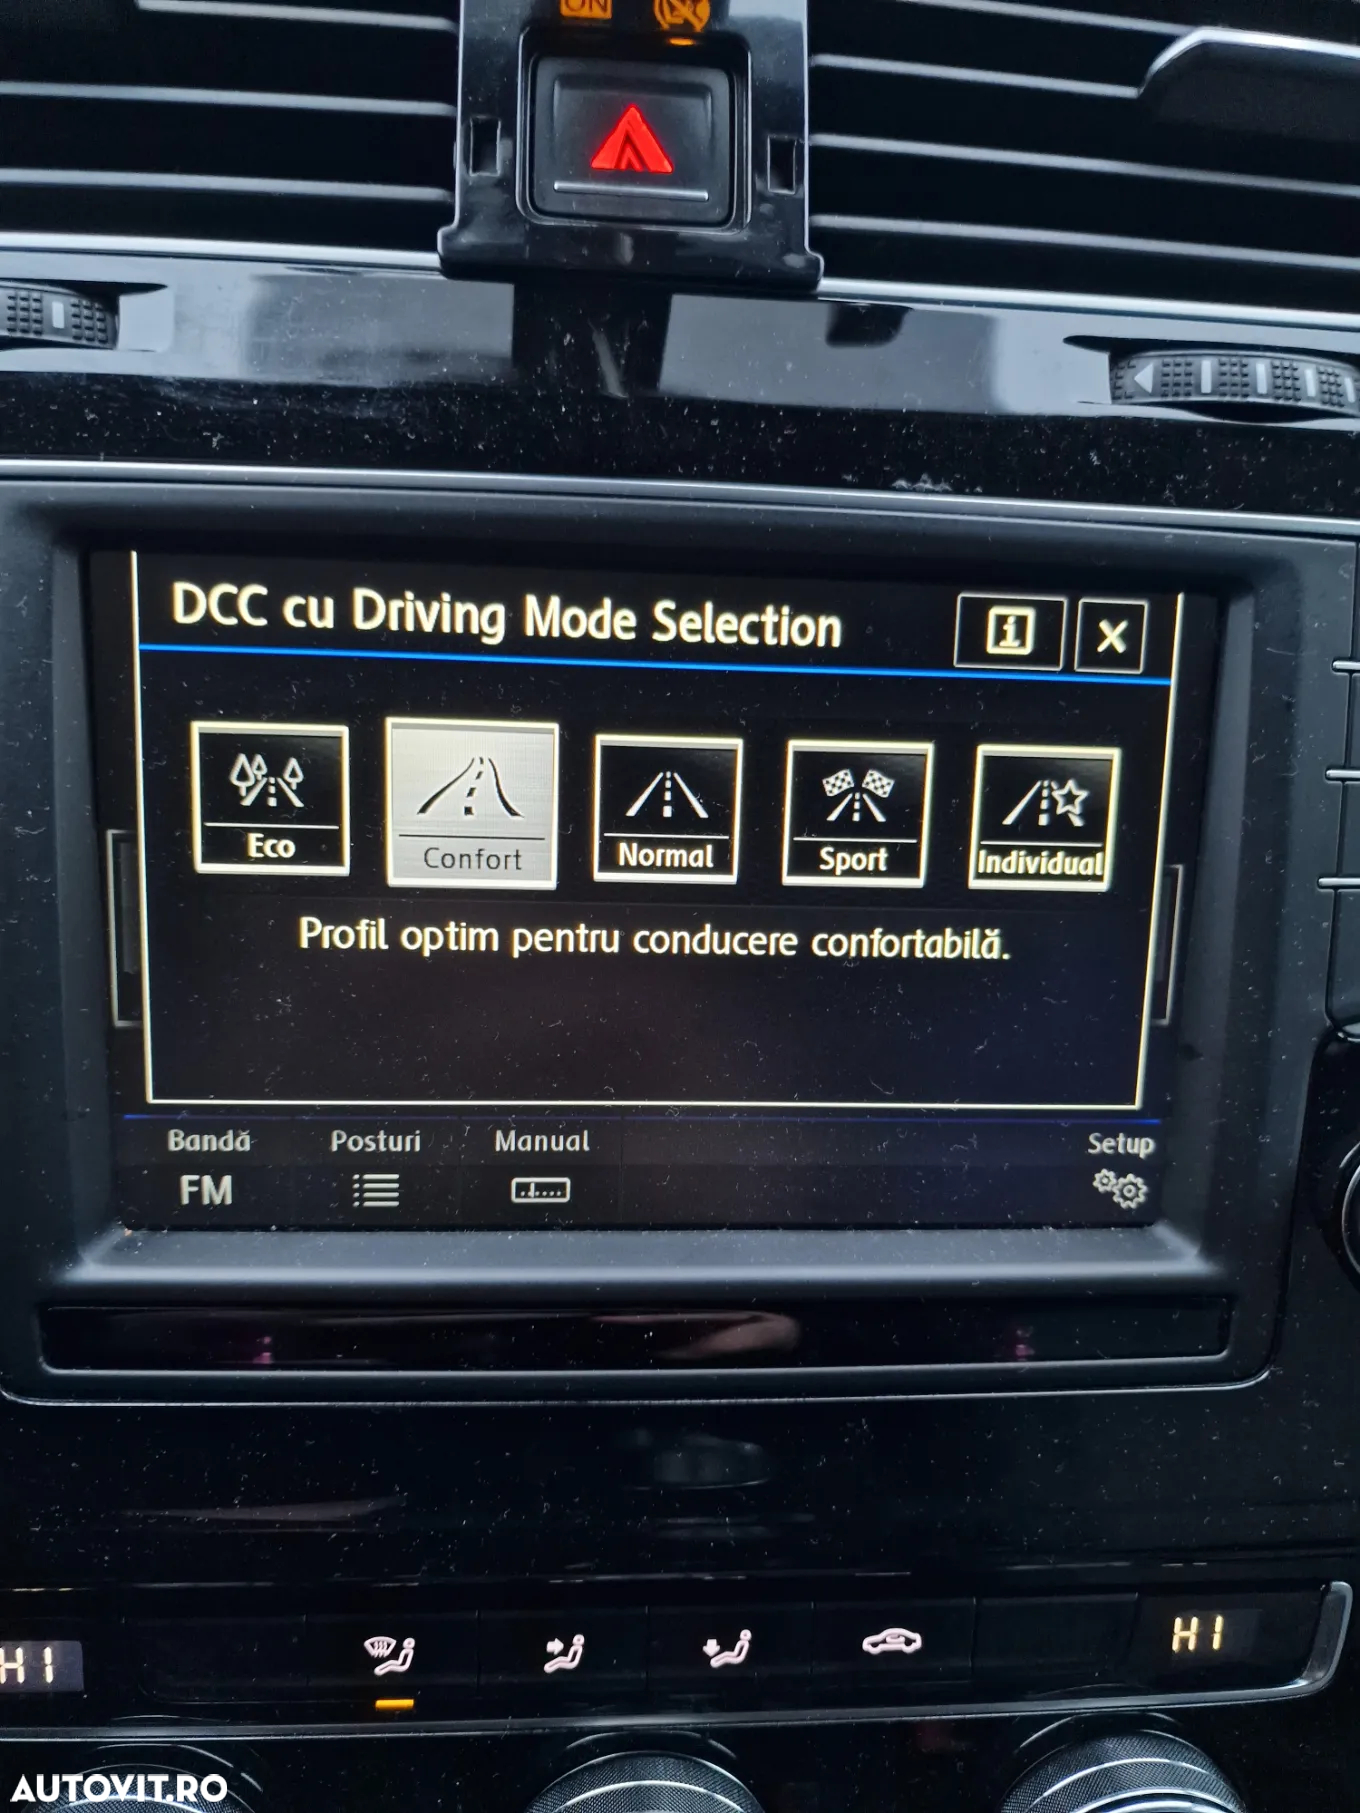 ON
DCC cu Driving Mode Selection
i
X
Eco
Confort
Normal
Sport
Individual
Profil optim pentru conducere confortabilă.
Bandă
Posturi
Manual
Setup
FM
HI
HI
AUTOVIT.RO